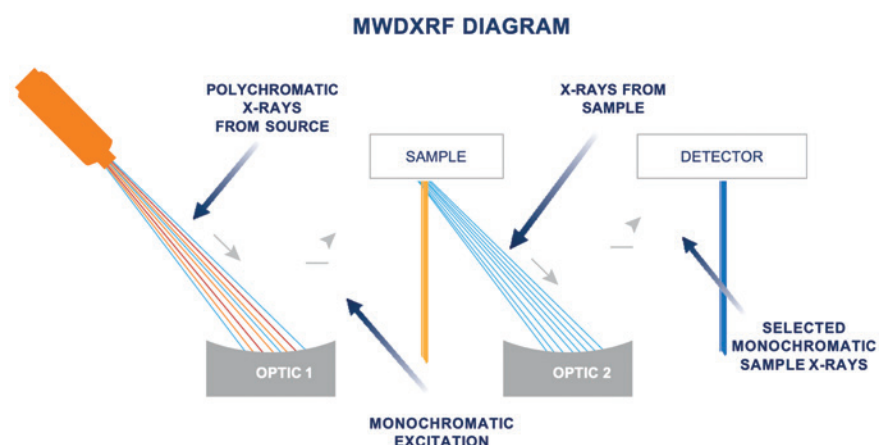 MWDXRF DIAGRAM
POLYCHROMATIC
X-RAYS
FROM SOURCE
X-RAYS FROM
SAMPLE
SAMPLE
DETECTOR
OPTIC 1
OPTIC 2
SELECTED
MONOCHROMATIC
SAMPLE X-RAYS
MONOCHROMATIC
EXCITATION